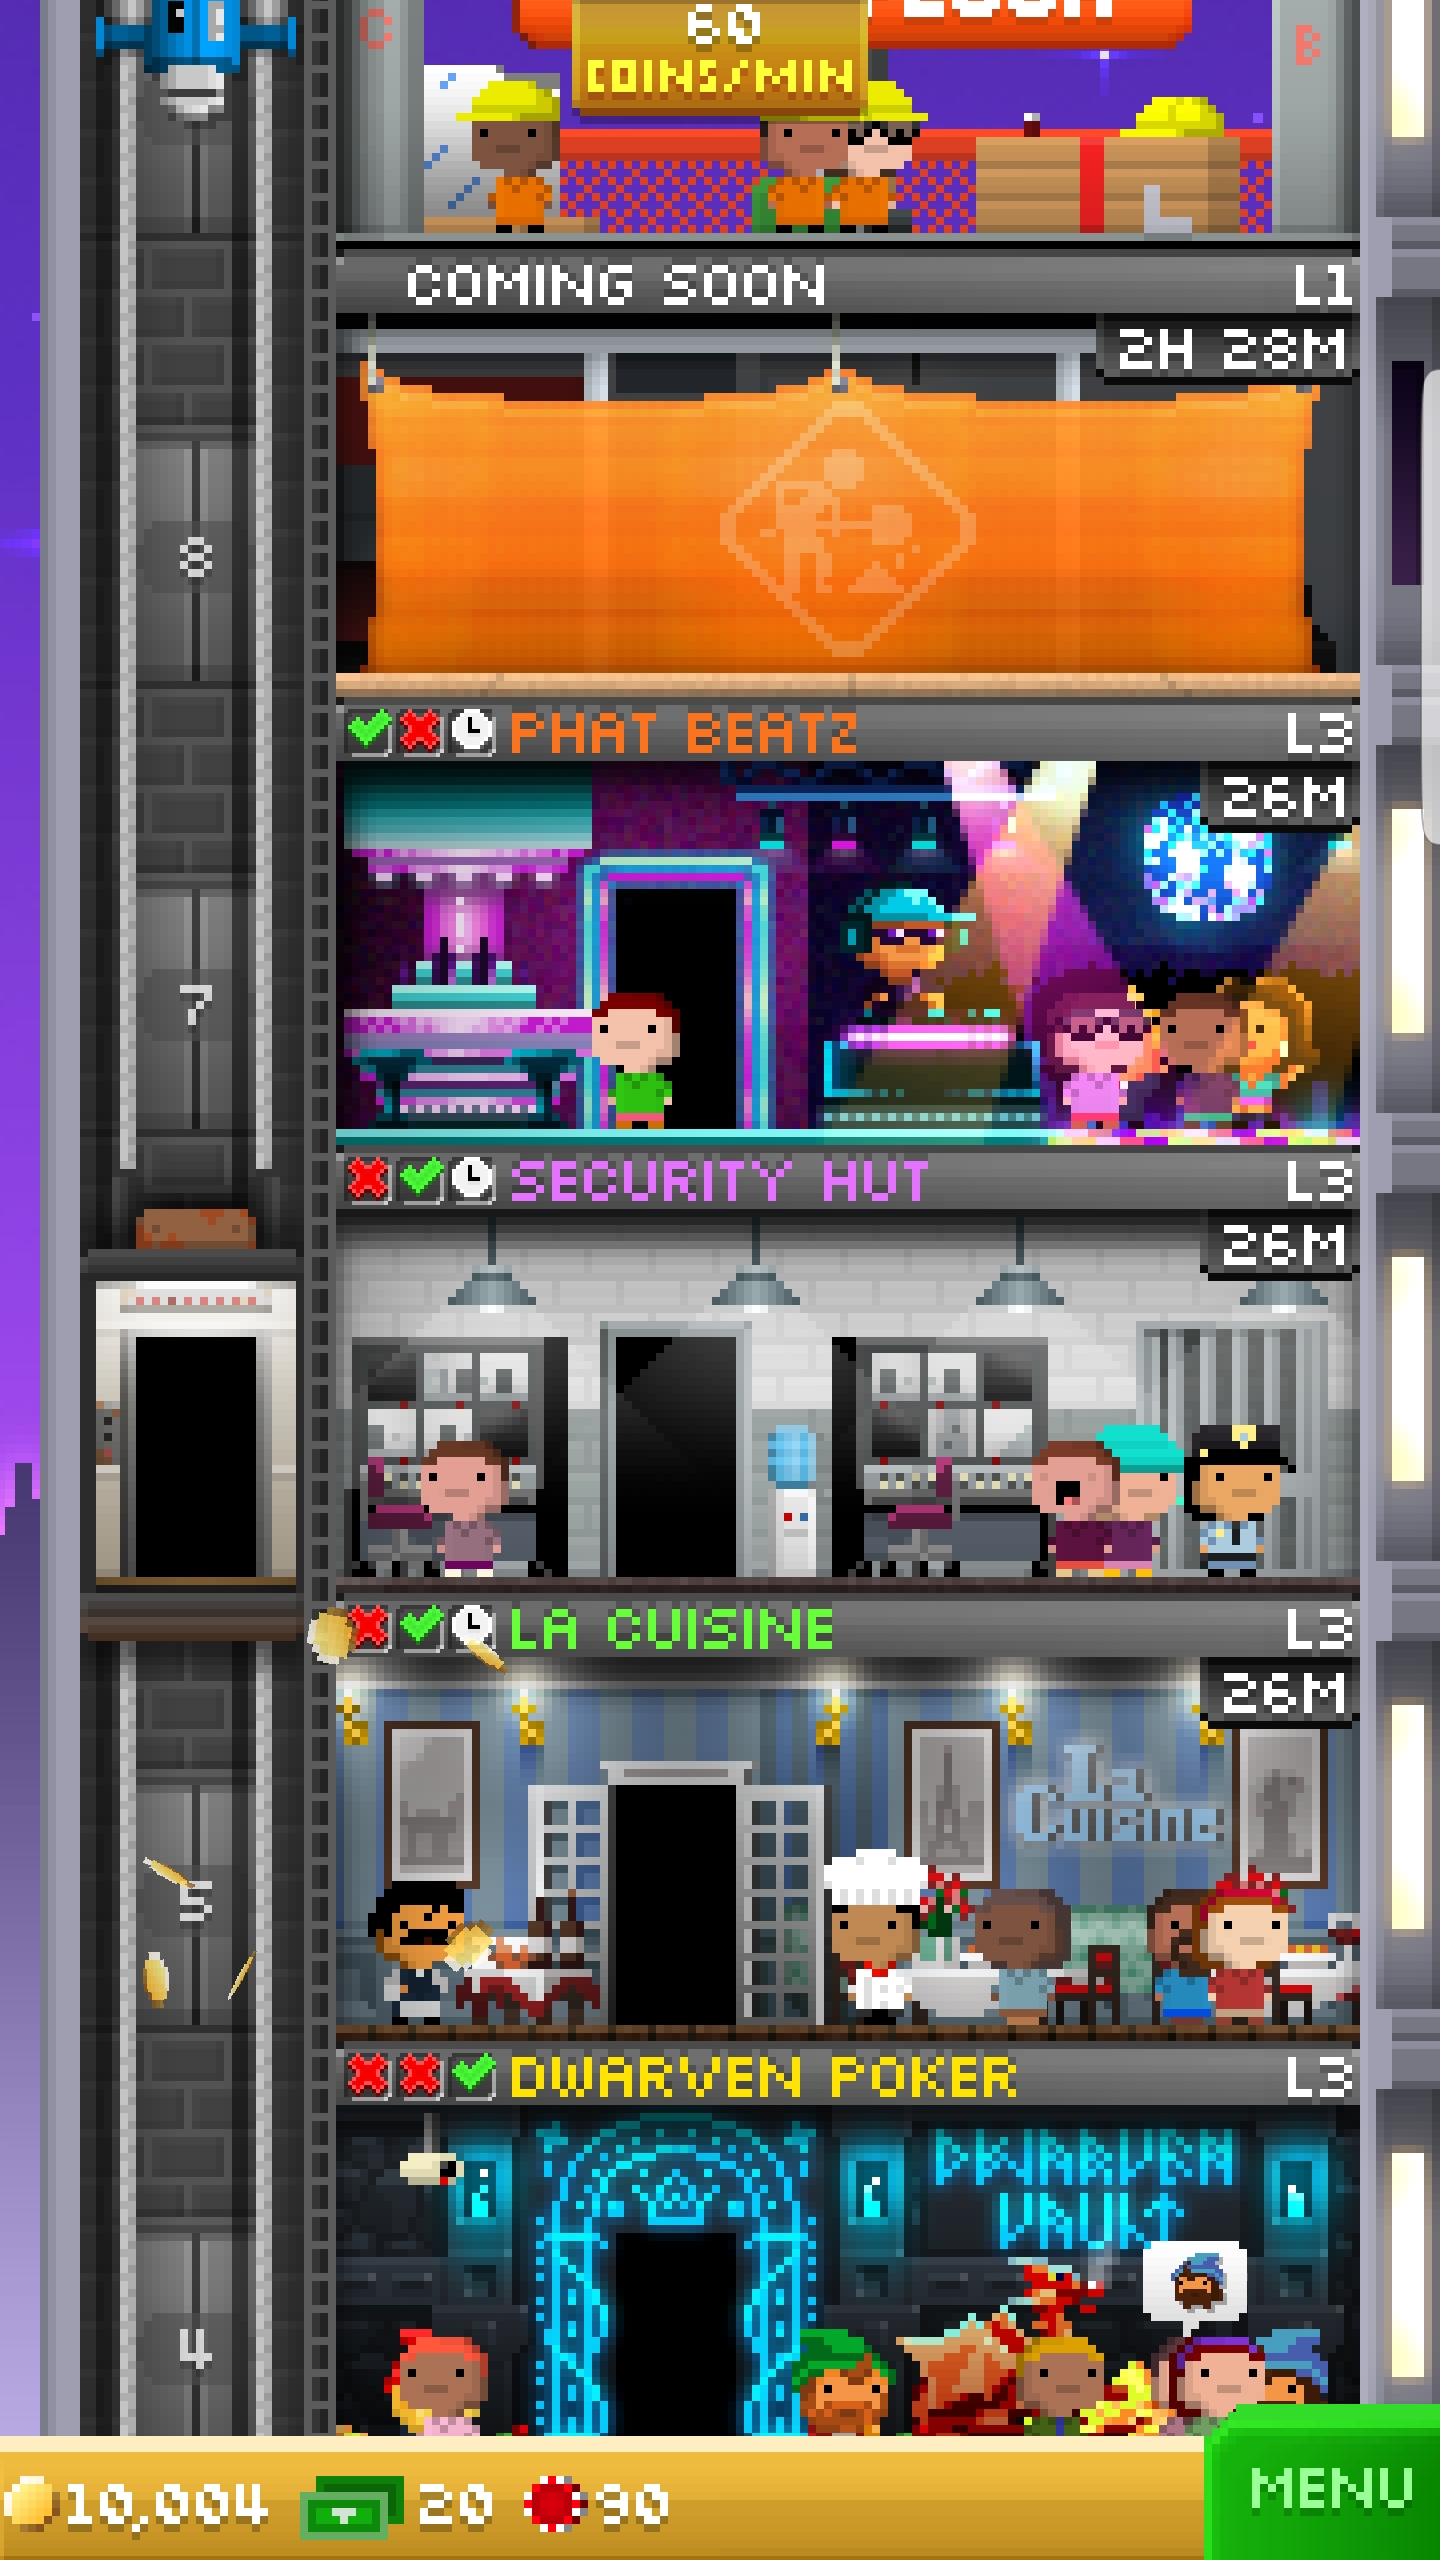 C
60
COINS/MIN
B
COMING SOON L1
2H 28M
8
PHAT BEATZ L3
26M
7
SECURITY HUT L3
26M
LA CUISINE L3
26M
La
Cuisine
5
DWARVEN POKER L3
DWARVEN
VAULT
4
10,004 20 90
MENU